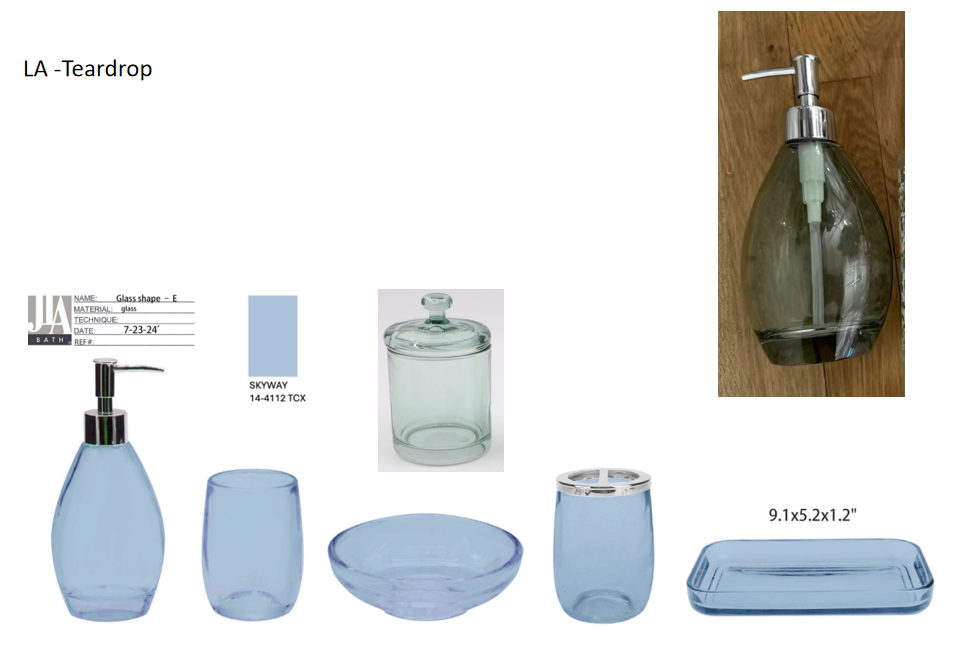 LA -Teardrop
JLA
BATH
NAME: Glass shape - E
MATERIAL: glass
TECHNIQUE:
DATE: 7-23-24'
REF#:
SKYWAY
14-4112 TCX
9.1x5.2x1.2"